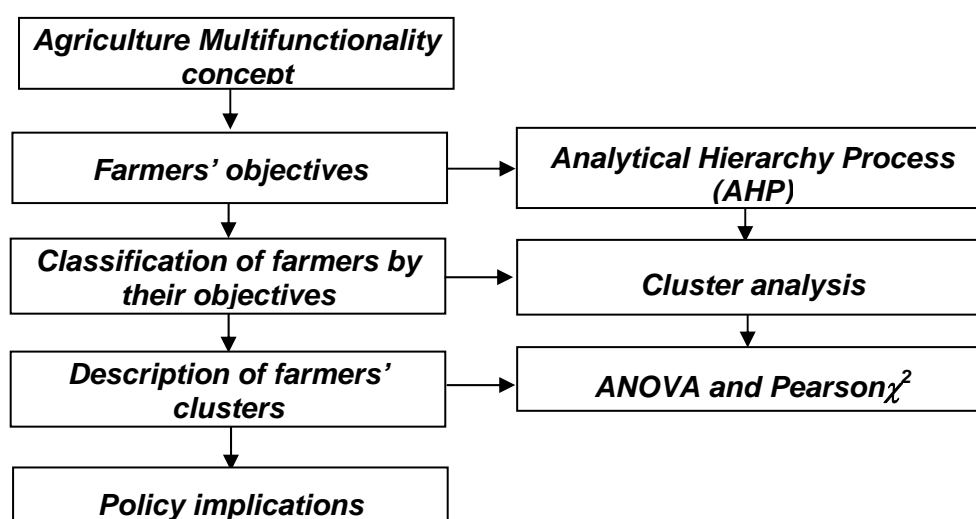 Agriculture Multifunctionality
concept
Farmers’ objectives
Analytical Hierarchy Process
(AHP)
Classification of farmers by
their objectives
Cluster analysis
Description of farmers’
clusters
ANOVA and Pearsonχ²
Policy implications